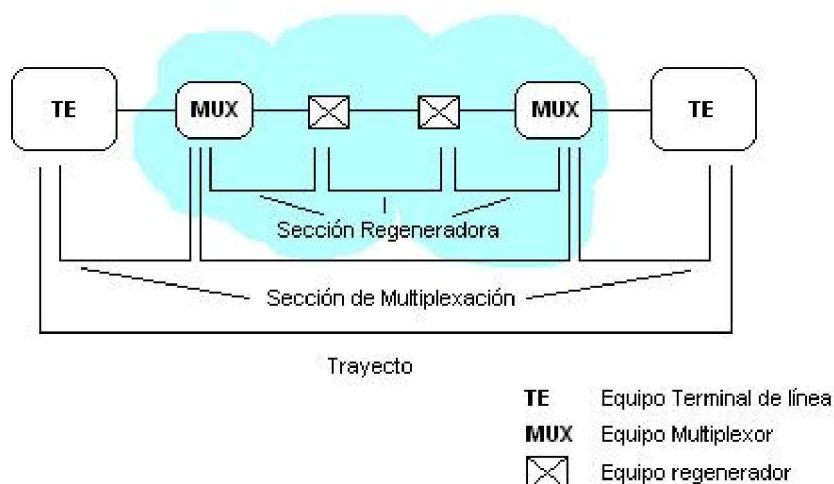 TE MUX MUX TE
Sección Regeneradora
Sección de Multiplexación
Trayecto
TE Equipo Terminal de línea
MUX Equipo Multiplexor
Equipo regenerador